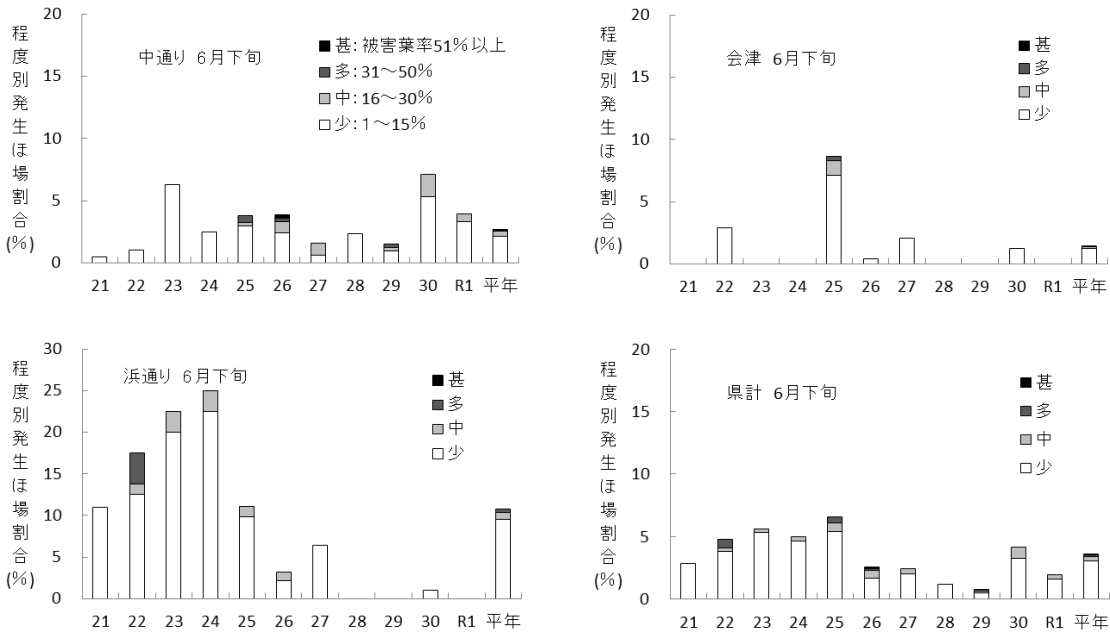 程度別発生ほ場割合(%)
中通り 6月下旬
甚：被害葉率51%以上
多：31～50%
中：16～30%
少：1～15%
20
15
10
5
0
21 22 23 24 25 26 27 28 29 30 R1 平年
程度別発生ほ場割合(%)
会津 6月下旬
甚
多
中
少
20
15
10
5
0
21 22 23 24 25 26 27 28 29 30 R1 平年
程度別発生ほ場割合(%)
浜通り 6月下旬
甚
多
中
少
30
25
20
15
10
5
0
21 22 23 24 25 26 27 28 29 30 R1 平年
程度別発生ほ場割合(%)
県計 6月下旬
甚
多
中
少
20
15
10
5
0
21 22 23 24 25 26 27 28 29 30 R1 平年